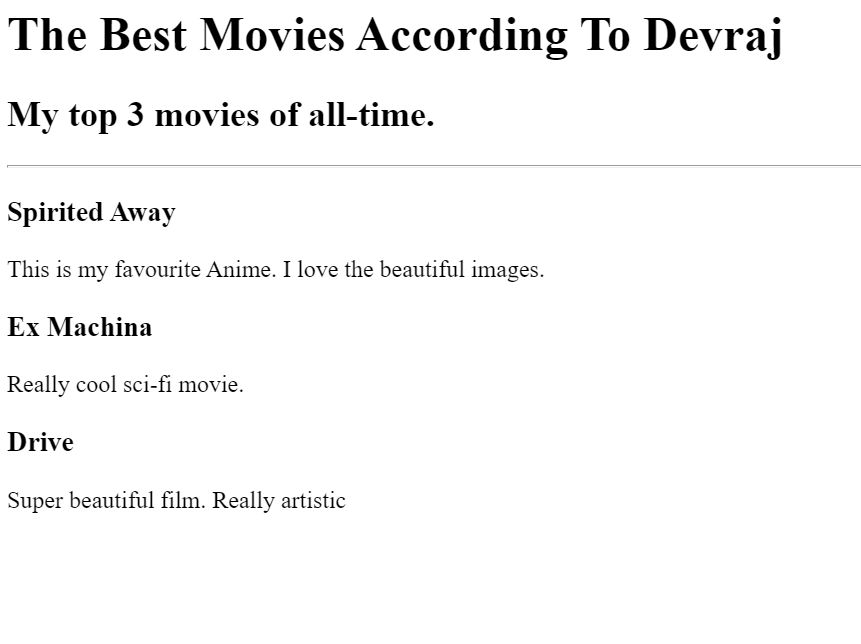 The Best Movies According To Devraj
My top 3 movies of all-time.
Spirited Away
This is my favourite Anime. I love the beautiful images.
Ex Machina
Really cool sci-fi movie.
Drive
Super beautiful film. Really artistic